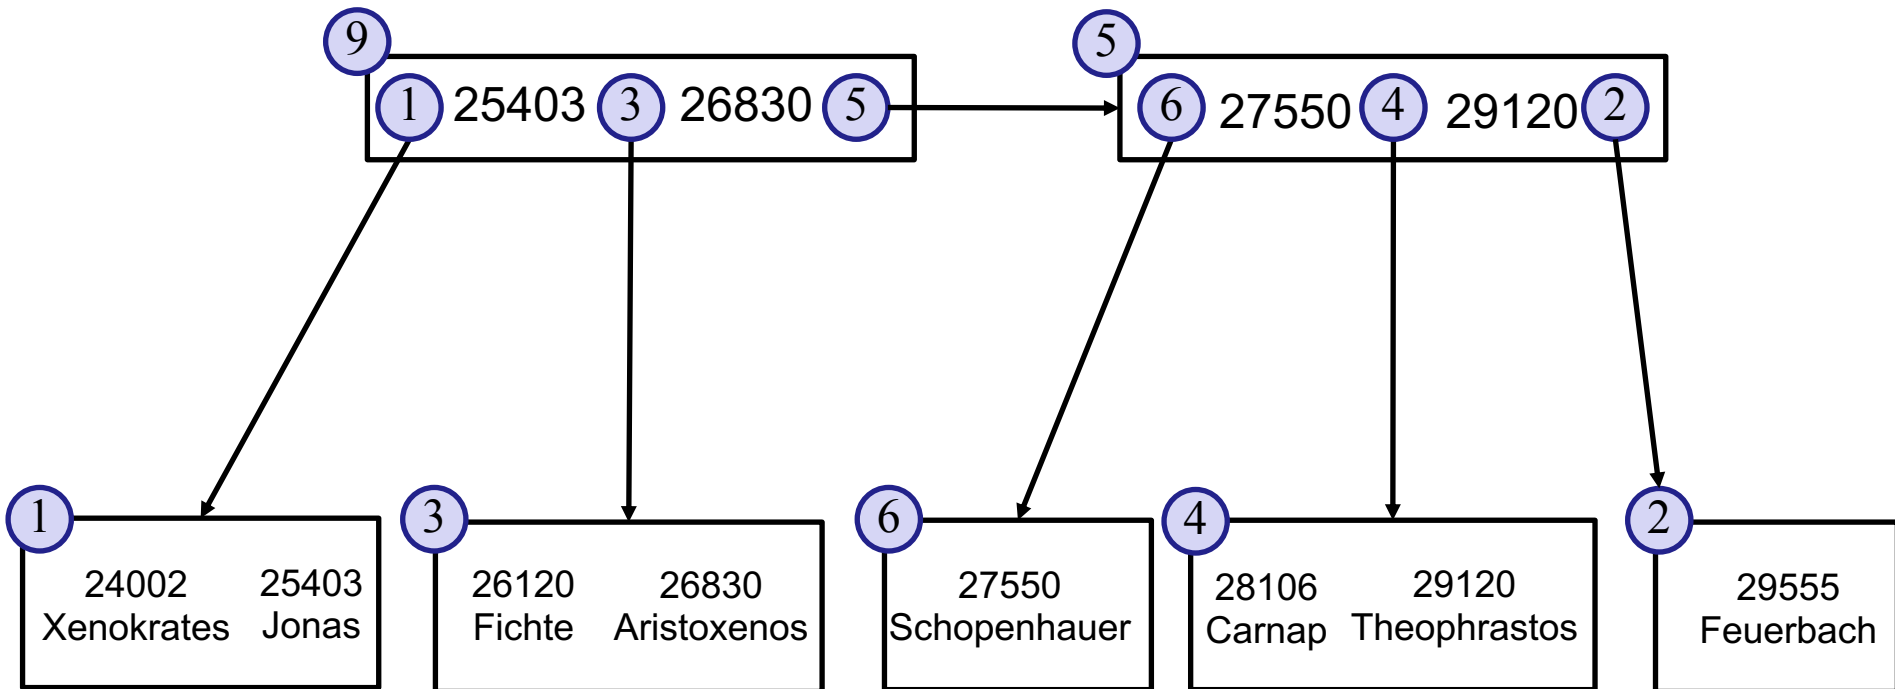 9
1 25403 3 26830 5
5
6 27550 4 29120 2
1
24002 Xenokrates
25403 Jonas
3
26120 Fichte
26830 Aristoxenos
6
27550 Schopenhauer
4
28106 Carnap
29120 Theophrastos
2
29555 Feuerbach